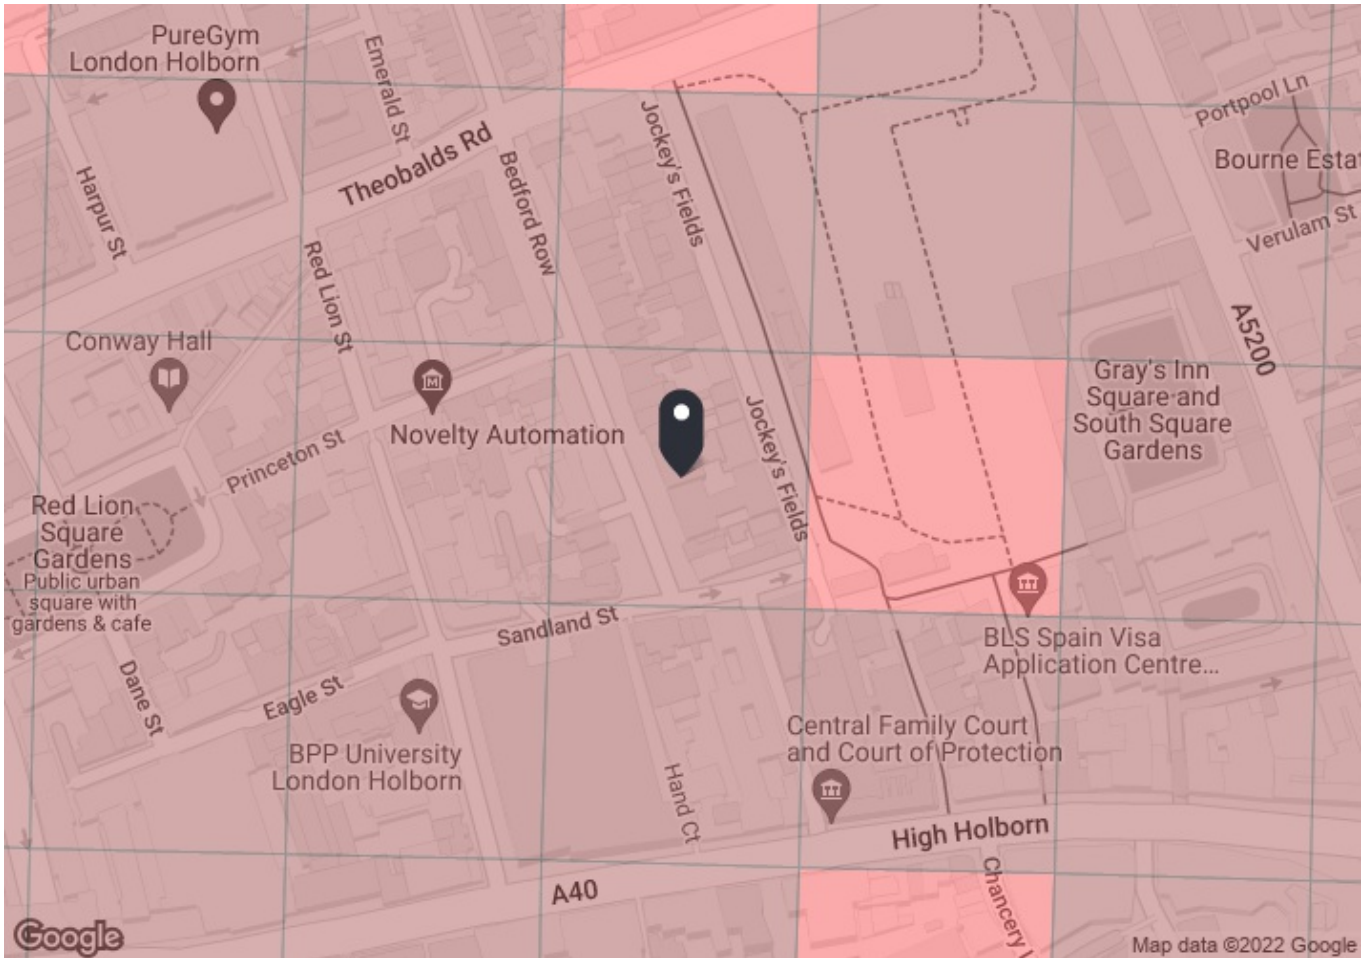 PureGym
London Holborn
Emerald St
Theobalds Rd
Harpur St
Bedford Row
Jockey's Fields
Red Lion St
Portpool Ln
Bourne Estat
Verulam St
A5200
Conway Hall
Novelty Automation
Princeton St
Jockey's Fields
Gray's Inn
Square and
South Square
Gardens
Red Lion
Square
Gardens
Public urban
square with
gardens & cafe
Sandland St
BLS Spain Visa
Application Centre...
Dane St
Eagle St
BPP University
London Holborn
Central Family Court
and Court of Protection
Hand Ct
High Holborn
A40
Chancery L
Google
Map data ©2022 Google